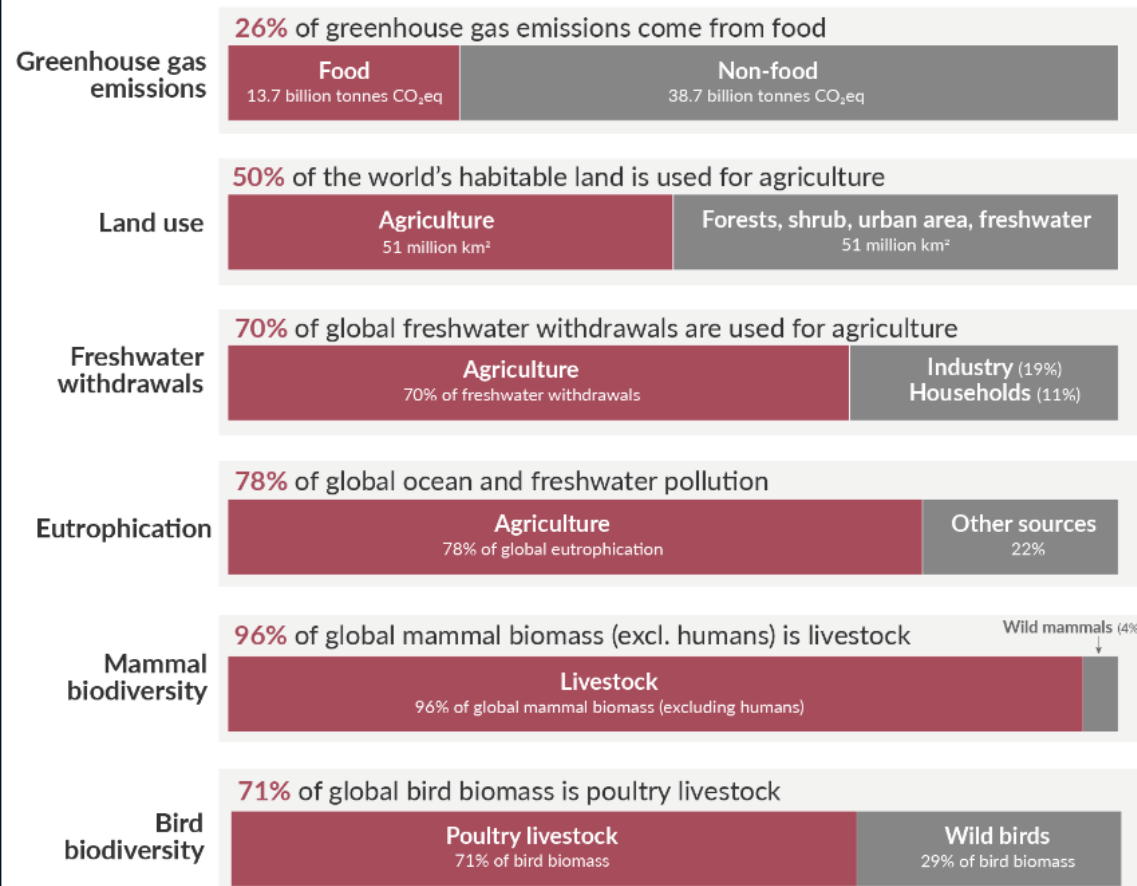 26% of greenhouse gas emissions come from food
Greenhouse gas
emissions
Food
13.7 billion tonnes CO₂eq
Non-food
38.7 billion tonnes CO₂eq
50% of the world's habitable land is used for agriculture
Land use
Agriculture
51 million km²
Forests, shrub, urban area, freshwater
51 million km²
70% of global freshwater withdrawals are used for agriculture
Freshwater
withdrawals
Agriculture
70% of freshwater withdrawals
Industry (19%)
Households (11%)
78% of global ocean and freshwater pollution
Eutrophication
Agriculture
78% of global eutrophication
Other sources
22%
96% of global mammal biomass (excl. humans) is livestock
Wild mammals (4%
Mammal
biodiversity
Livestock
96% of global mammal biomass (excluding humans)
71% of global bird biomass is poultry livestock
Bird
biodiversity
Poultry livestock
71% of bird biomass
Wild birds
29% of bird biomass